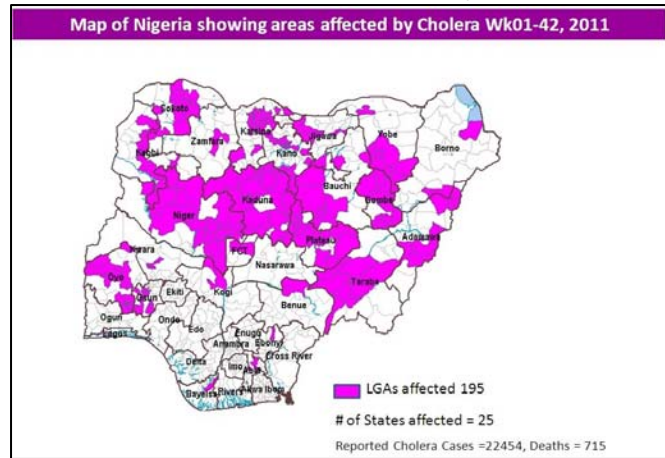 Map of Nigeria showing areas affected by Cholera Wk01-42, 2011
Sokoto
Katsina
Jigawa
Yobe
Borno
Zamfara
Kano
Kebbi
Bauchi
Gombe
Kaduna
Niger
Plateau
Adamawa
FCT
Kwara
Nasarawa
Taraba
Oyo
Kogi
Osun
Ekiti
Benue
Ogun
Ondo
Edo
Lagos
Enugu
Ebonyi
Anambra
Cross River
Delta
Imo
Abia
Bayelsa
Rivers
Akwa Ibom
LGAs affected 195
# of States affected = 25
Reported Cholera Cases =22454, Deaths = 715